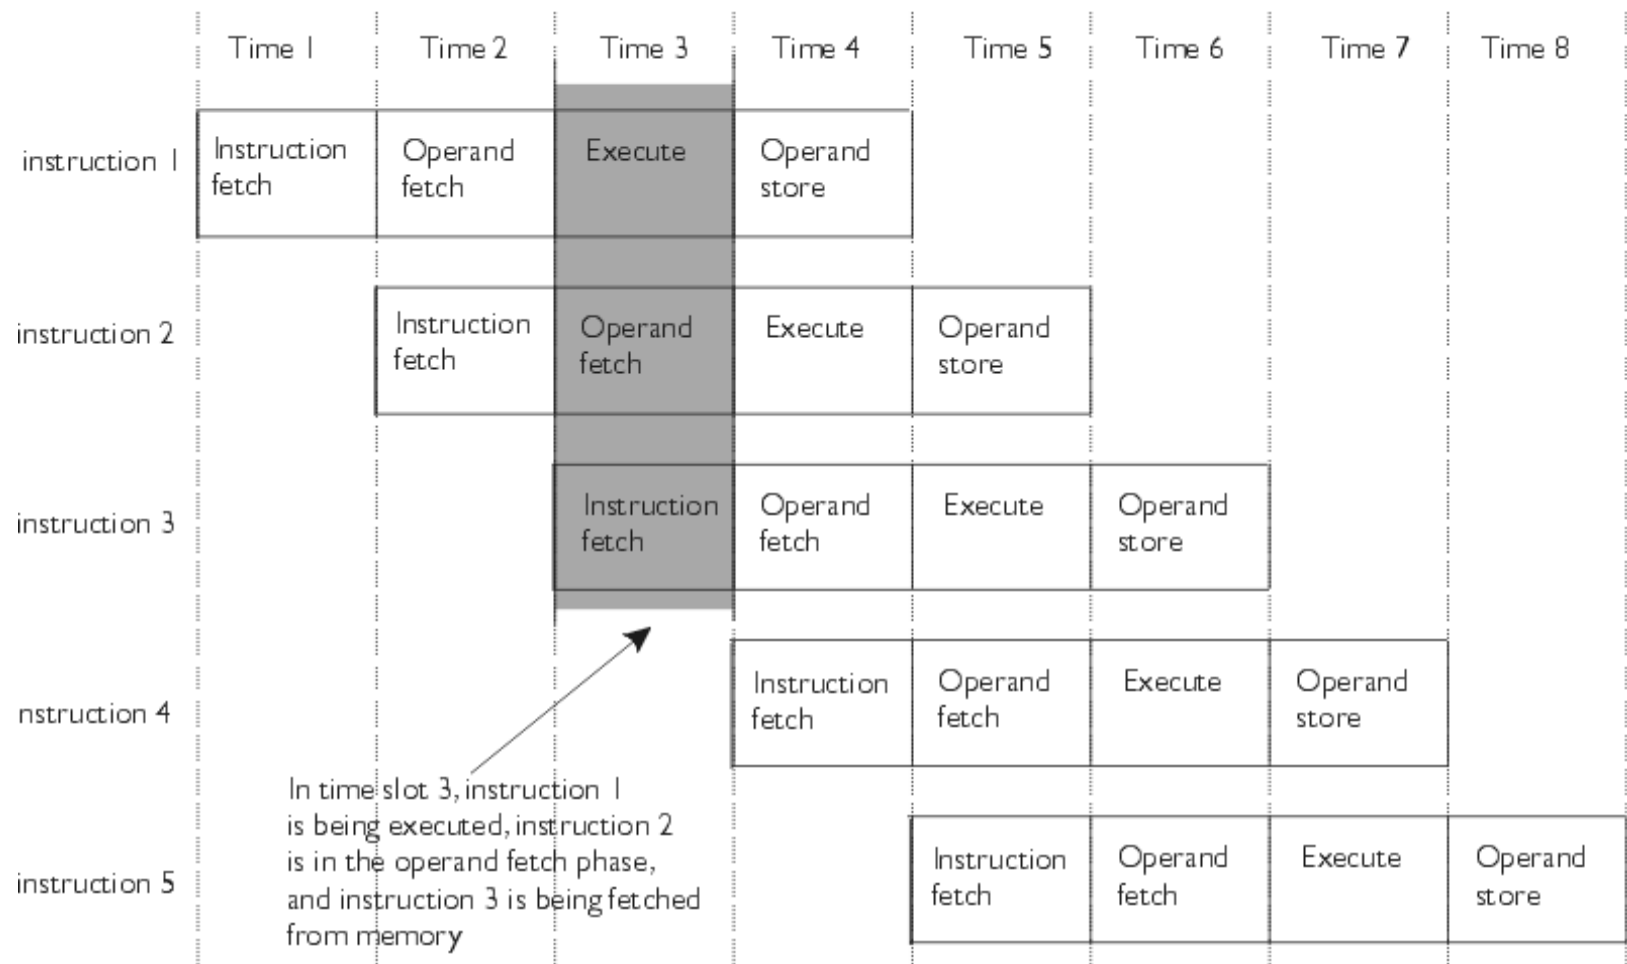 Time 1 Time 2 Time 3 Time 4 Time 5 Time 6 Time 7 Time 8
instruction 1
Instruction
fetch
Operand
fetch
Execute
Operand
store
instruction 2
Instruction
fetch
Operand
fetch
Execute
Operand
store
instruction 3
Instruction
fetch
Operand
fetch
Execute
Operand
store
nstruction 4
Instruction
fetch
Operand
fetch
Execute
Operand
store
In time slot 3, instruction 1
is being executed, instruction 2
is in the operand fetch phase,
and instruction 3 is being fetched
from memory
instruction 5
Instruction
fetch
Operand
fetch
Execute
Operand
store